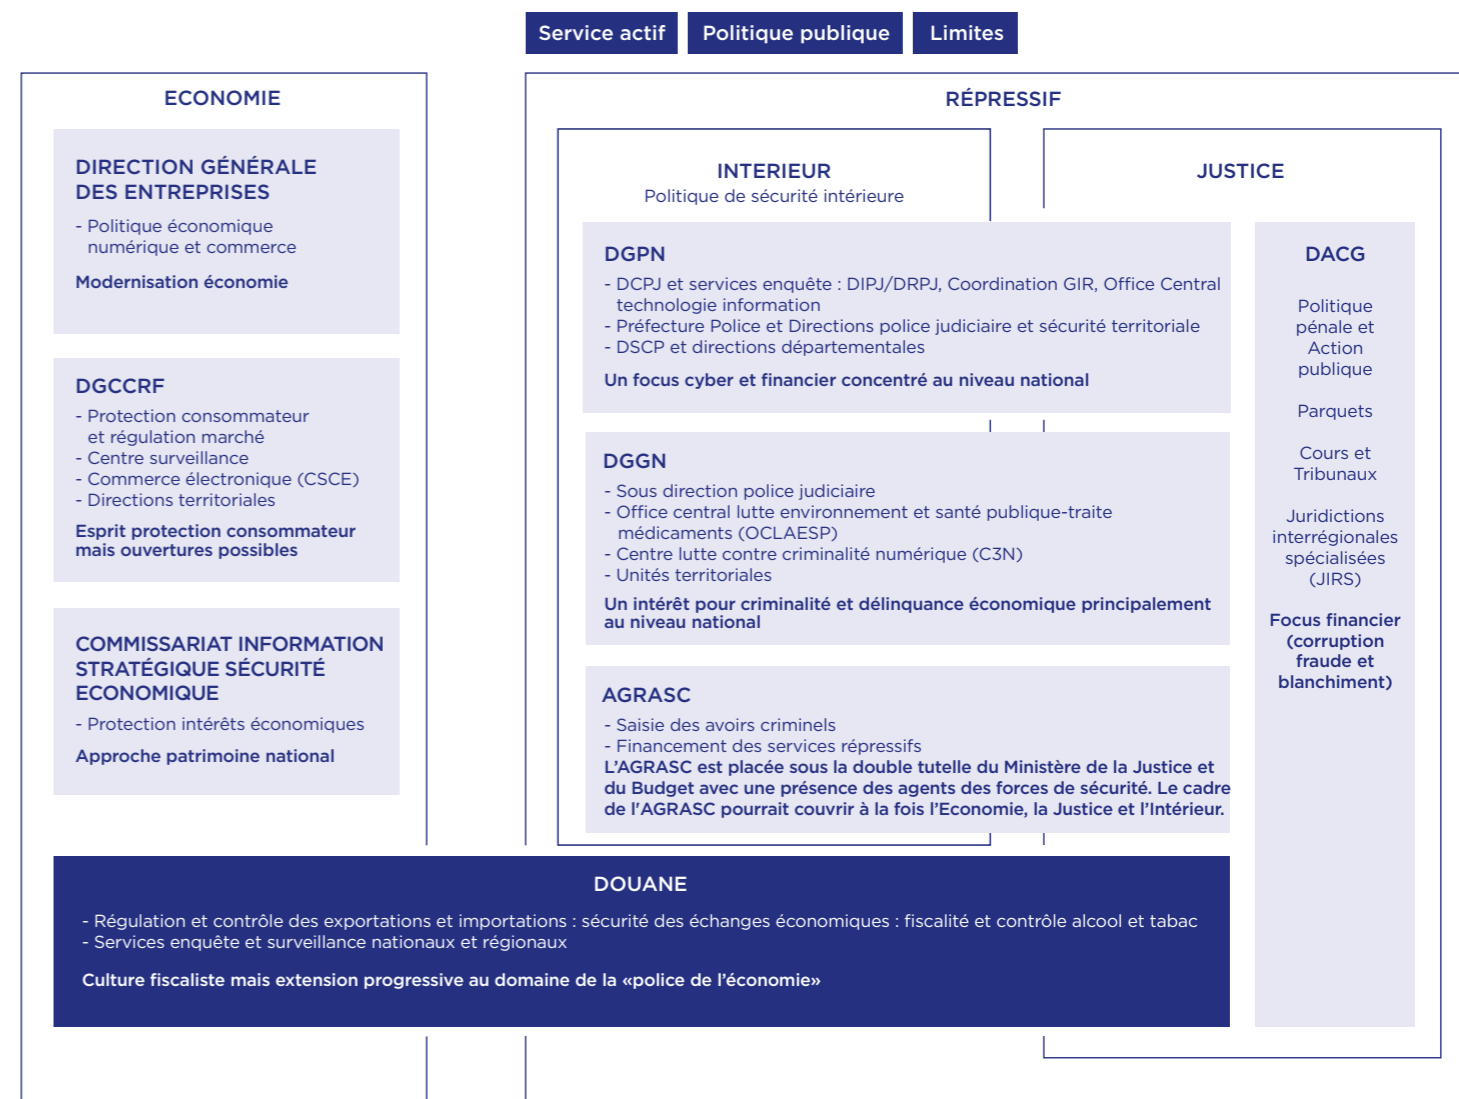 Service actif
Politique publique
Limites
ECONOMIE
DIRECTION GÉNÉRALE
DES ENTREPRISES
- Politique économique
numérique et commerce
Modernisation économie
DGCCRF
- Protection consommateur
et régulation marché
- Centre surveillance
- Commerce électronique (CSCE)
- Directions territoriales
Esprit protection consommateur
mais ouvertures possibles
COMMISSARIAT INFORMATION
STRATÉGIQUE SÉCURITÉ
ECONOMIQUE
- Protection intérêts économiques
Approche patrimoine national
RÉPRESSIF
INTERIEUR
Politique de sécurité intérieure
DGPN
- DCPJ et services enquête : DIPJ/DRPJ, Coordination GIR, Office Central
technologie information
- Préfecture Police et Directions police judiciaire et sécurité territoriale
- DSCP et directions départementales
Un focus cyber et financier concentré au niveau national
DGGN
- Sous direction police judiciaire
- Office central lutte environnement et santé publique-traite
médicaments (OCLAESP)
- Centre lutte contre criminalité numérique (C3N)
- Unités territoriales
Un intérêt pour criminalité et délinquance économique principalement
au niveau national
AGRASC
- Saisie des avoirs criminels
- Financement des services répressifs
L'AGRASC est placée sous la double tutelle du Ministère de la Justice et
du Budget avec une présence des agents des forces de sécurité. Le cadre
de l'AGRASC pourrait couvrir à la fois l'Economie, la Justice et l'Intérieur.
JUSTICE
DACG
Politique
pénale et
Action
publique
Parquets
Cours et
Tribunaux
Juridictions
interrégionales
spécialisées
(JIRS)
Focus financier
(corruption
fraude et
blanchiment)
DOUANE
- Régulation et contrôle des exportations et importations : sécurité des échanges économiques : fiscalité et contrôle alcool et tabac
- Services enquête et surveillance nationaux et régionaux
Culture fiscaliste mais extension progressive au domaine de la «police de l'économie»